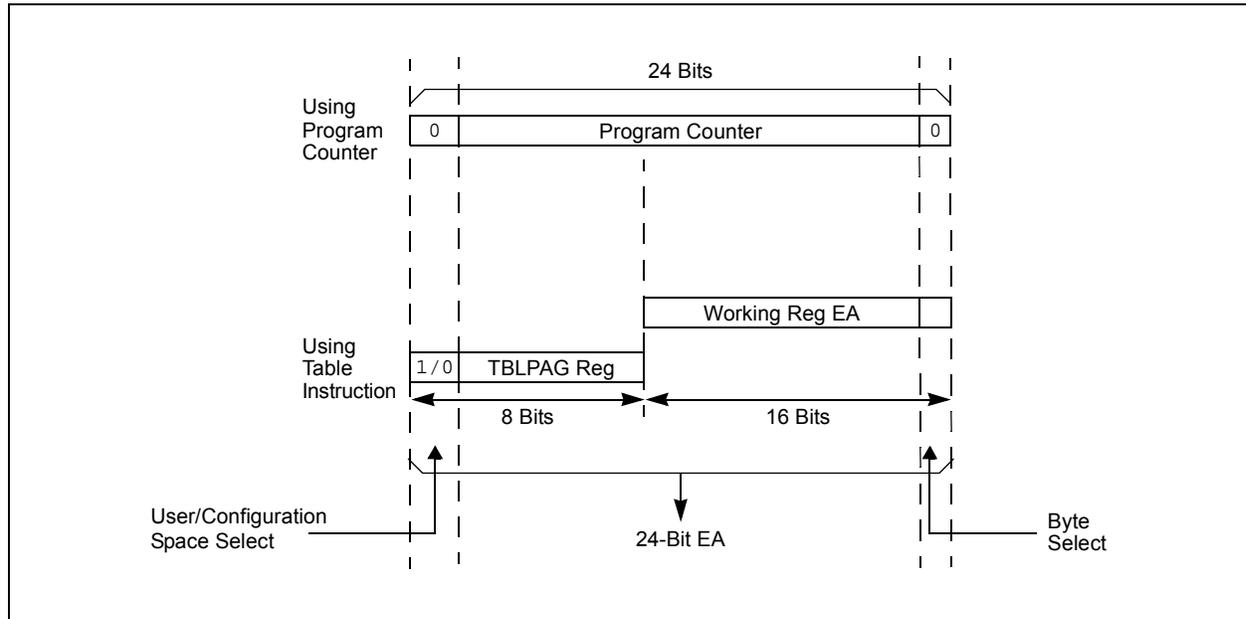 24 Bits
Using
Program
Counter
0
Program Counter
0
Working Reg EA
Using
Table
Instruction
1/0
TBLPAG Reg
8 Bits
16 Bits
User/Configuration
Space Select
24-Bit EA
Byte
Select